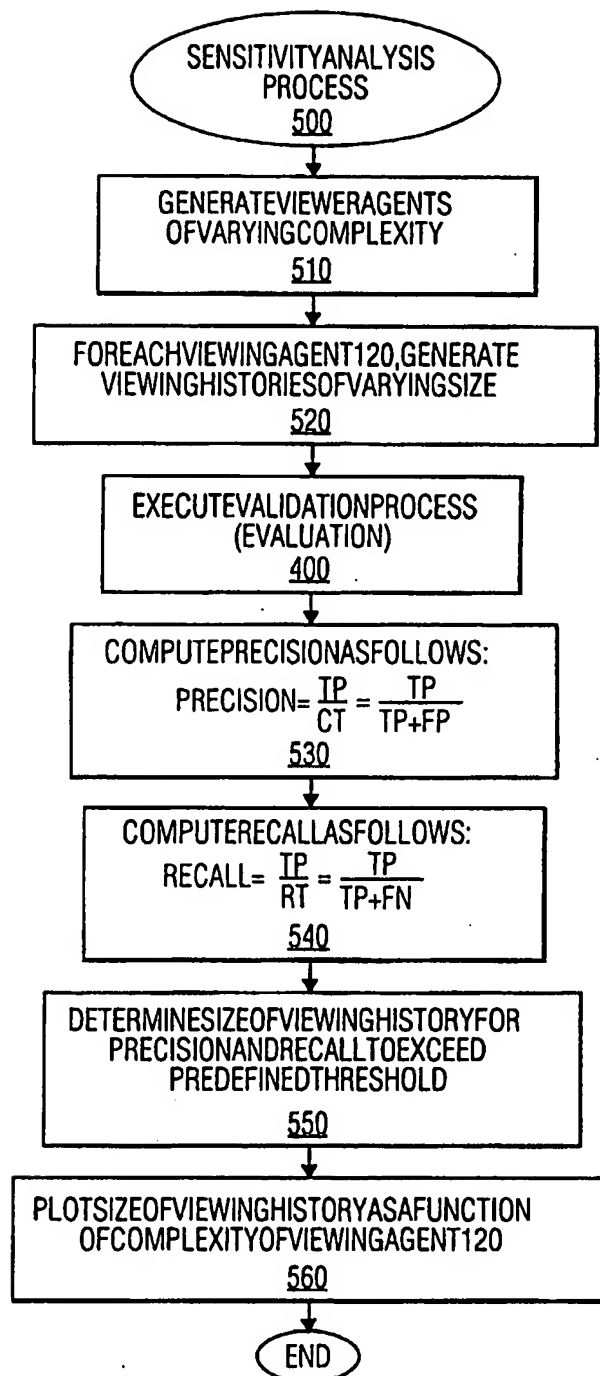 SENSITIVITYANALYSIS
PROCESS
500
GENERATEVIEWERAGENTS
OFVARYINGCOMPLEXITY
510
FOREACHVIEWINGAGENT120,GENERATE
VIEWINGHISTORIESOFVARYINGSIZE
520
EXECUTEVALIDATIONPROCESS
(EVALUATION)
400
COMPUTEPRECISIONASFOLLOWS:
PRECISION= TP/CT = TP/TP+FP
530
COMPUTERECALLASFOLLOWS:
RECALL= TP/RT = TP/TP+FN
540
DETERMINESIZEOFVIEWINGHISTORYFOR
PRECISIONANDRECALLTOEXCEED
PREDEFINEDTHRESHOLD
550
PLOTSIZEOFVIEWINGHISTORYASAFUNCTION
OFCOMPLEXITYOFVIEWINGAGENT120
560
END